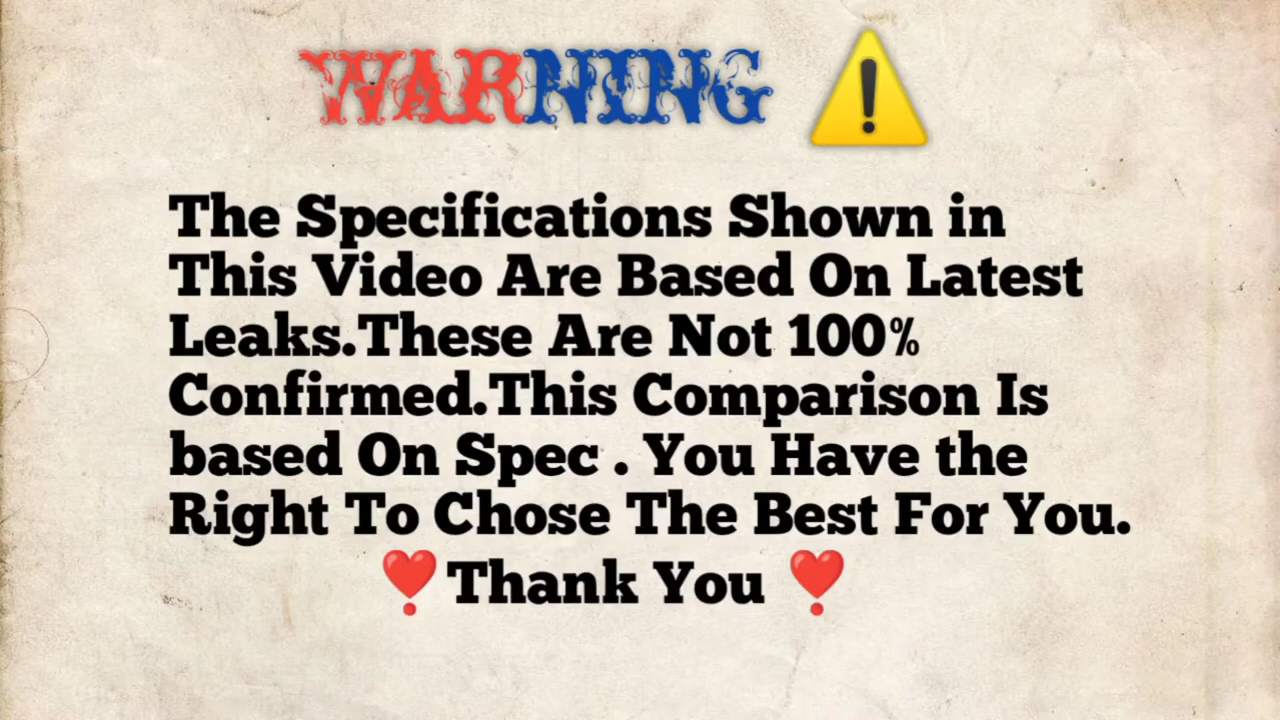 WARNING ⚠️
The Specifications Shown in
This Video Are Based On Latest
Leaks.These Are Not 100%
Confirmed.This Comparison Is
based On Spec . You Have the
Right To Chose The Best For You.
❣️Thank You ❣️